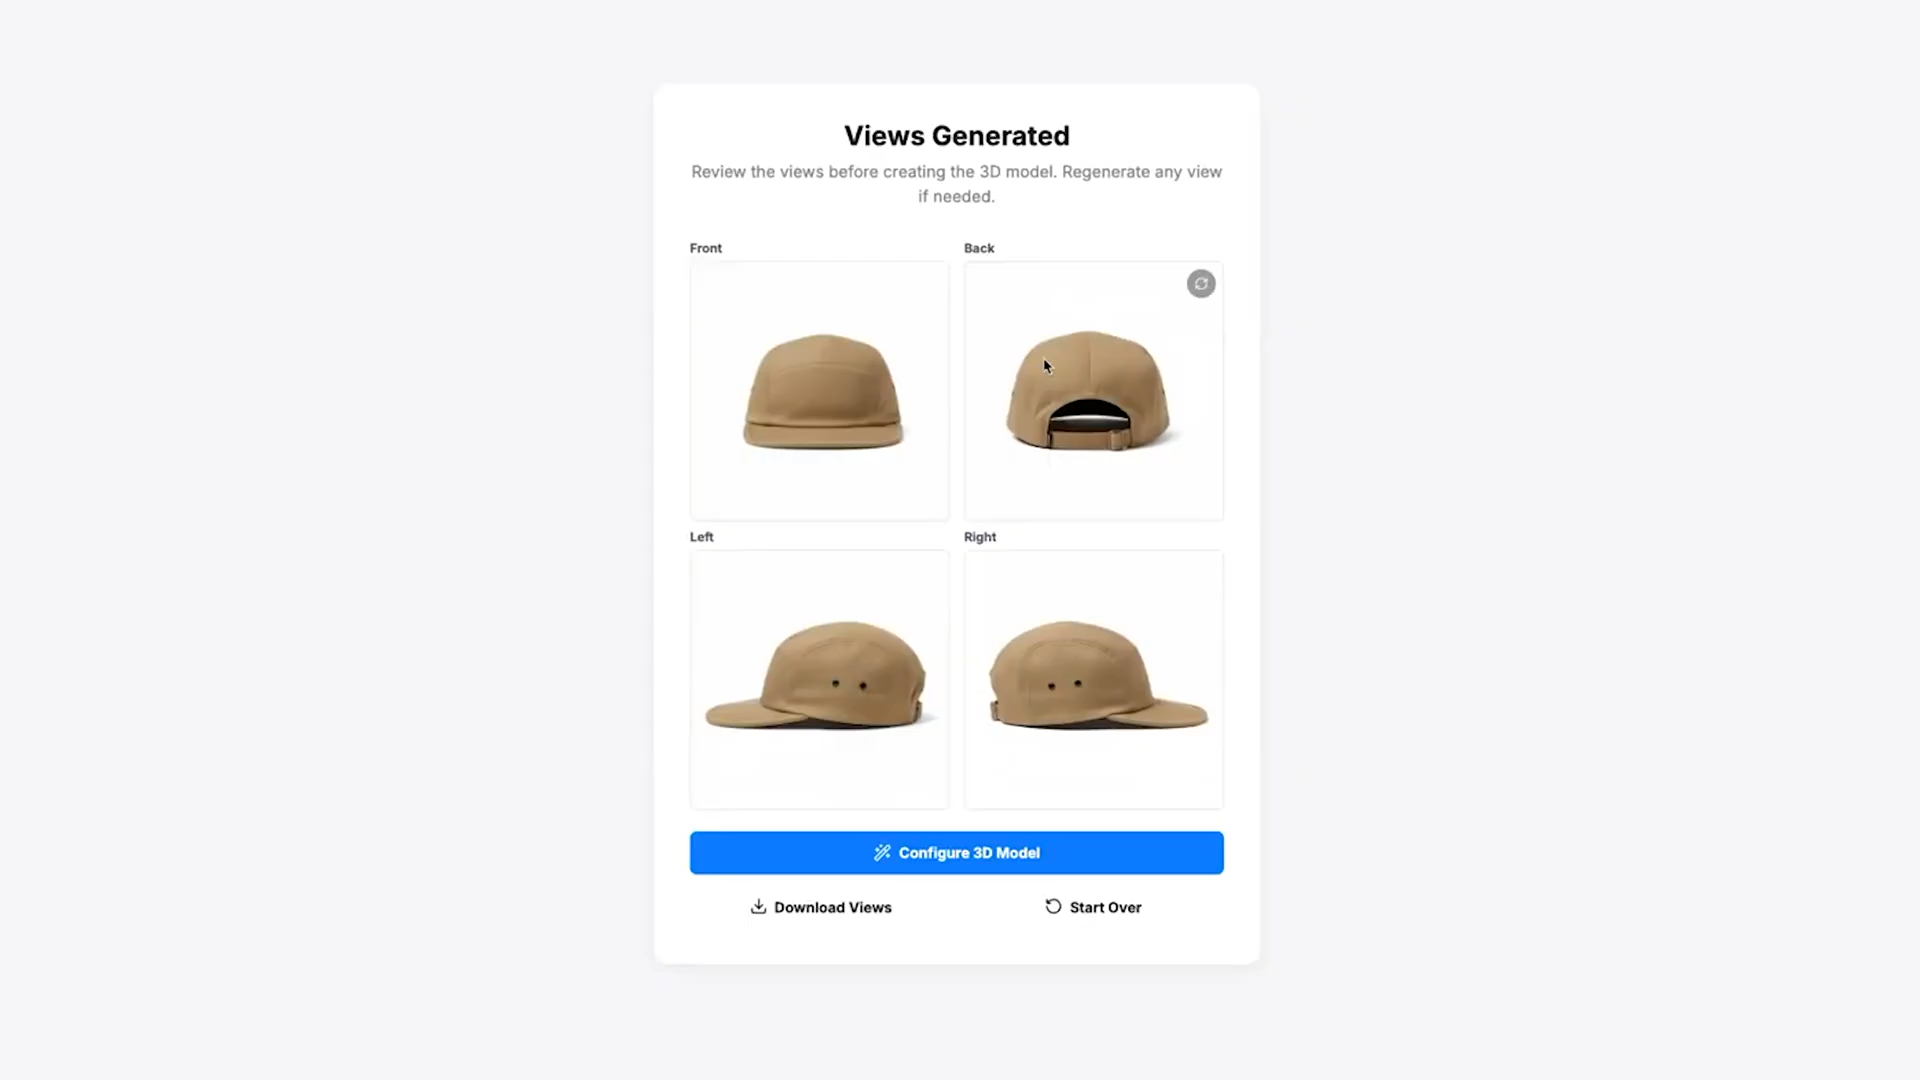 Views Generated
Review the views before creating the 3D model. Regenerate any view
if needed.
Front
Back
Left
Right
Configure 3D Model
Download Views
Start Over